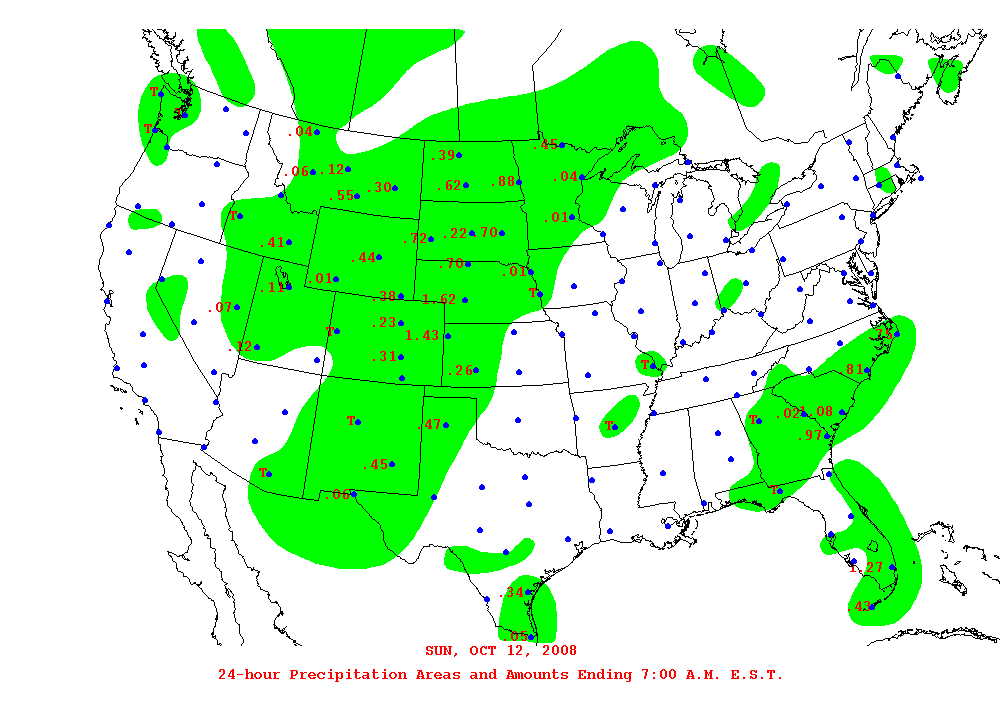 T
T
T
.04
.45
.39
.06 .12
.04
.55 .30 .62 .88
T
.01
.72 .22 .70
.41
.44 .70
.01
.01
.11
T
.38 1.62
.07
.23
T
1.43
.75
.12
.31
T
.26
81
.02 1.08
T
.47
T
.97
.45
T
T
.06
1.27
.34
.43
.05
SUN, OCT 12, 2008
24-hour Precipitation Areas and Amounts Ending 7:00 A.M. E.S.T.